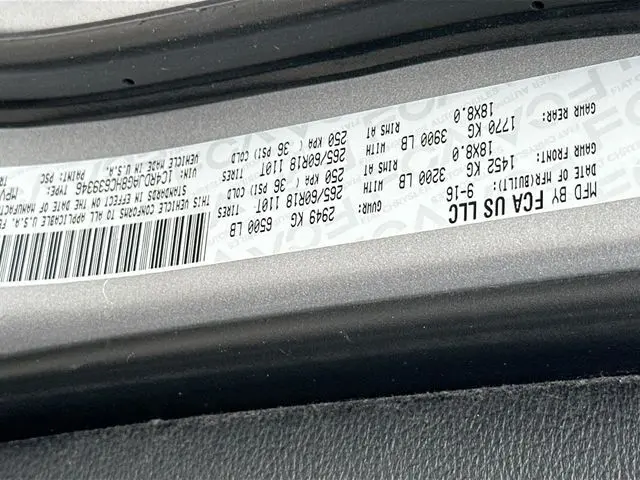 MFD BY FCA US LLC
DATE OF MFR(BUILT): 9-16 GVWR: 2949 KG 6500 LB
GAWR FRONT: 1452 KG 3200 LB WITH 265/60R18 110T TIRES
18X8.0 RIMS AT 250 KPA ( 36 PSI) COLD
GAWR REAR: 1770 KG 3900 LB WITH 265/60R18 110T TIRES
18X8.0 RIMS AT 250 KPA ( 36 PSI) COLD
THIS VEHICLE CONFORMS TO ALL APPLICABLE U.S.A. FE
STANDARDS IN EFFECT ON THE DATE OF MANUFACTUR
VIN: TYPE: MPV
VEHICLE MADE IN U.S.A. PAINT: PSC